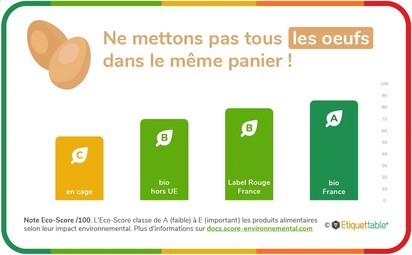 Ne mettons pas tous les oeufs
dans le même panier !
100
90
80
70
60
50
40
30
20
10
0
C
en cage
B
bio
hors UE
B
Label Rouge
France
A
bio
France
Note Eco-Score /100. L'Eco-Score classe de A (faible) à E (important) les produits alimentaires
selon leur impact environnemental. Plus d'informations sur docs.score-environnemental.com
© Etiquettable